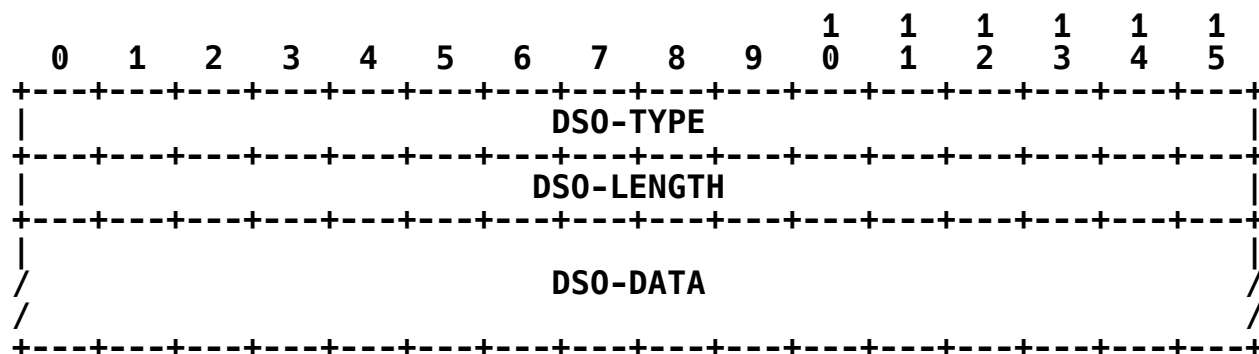 1   1   1   1   1   1
  0   1   2   3   4   5   6   7   8   9   0   1   2   3   4   5
+---+---+---+---+---+---+---+---+---+---+---+---+---+---+---+---+
|                           DSO-TYPE                            |
+---+---+---+---+---+---+---+---+---+---+---+---+---+---+---+---+
|                          DSO-LENGTH                           |
+---+---+---+---+---+---+---+---+---+---+---+---+---+---+---+---+
|                                                               |
/                           DSO-DATA                            /
/                                                               /
+---+---+---+---+---+---+---+---+---+---+---+---+---+---+---+---+